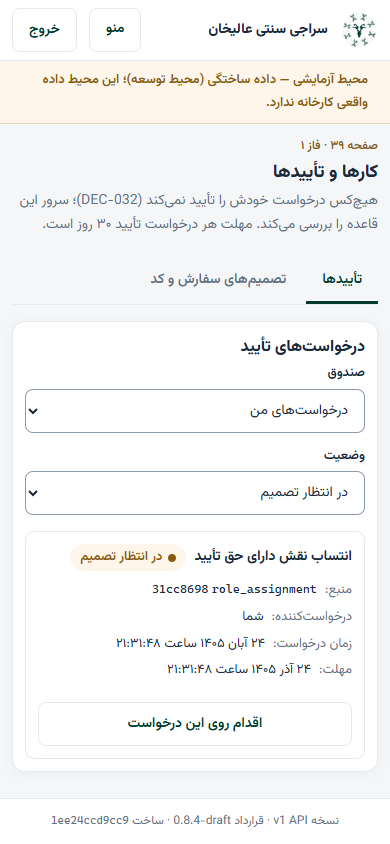 سراجی سنتی عالیخان
منو
خروج
محیط آزمایشی — داده ساختگی (محیط توسعه)؛ این محیط داده
واقعی کارخانه ندارد.
صفحه ۳۹ · فاز ۱
کارها و تأییدها
هیچ‌کس درخواست خودش را تأیید نمی‌کند (DEC-032)؛ سرور این
قاعده را بررسی می‌کند. مهلت هر درخواست تأیید ۳۰ روز است.
تأییدها
تصمیم‌های سفارش و کد
درخواست‌های تأیید
صندوق
درخواست‌های من
وضعیت
در انتظار تصمیم
انتساب نقش دارای حق تأیید
در انتظار تصمیم
منبع: role_assignment 31cc8698
درخواست‌کننده: شما
زمان درخواست: ۲۴ آبان ۱۴۰۵ ساعت ۲۱:۳۱:۴۸
مهلت: ۲۴ آذر ۱۴۰۵ ساعت ۲۱:۳۱:۴۸
اقدام روی این درخواست
نسخه API v1 · قرارداد 0.8.4-draft · ساخت 1ee24ccd9cc9